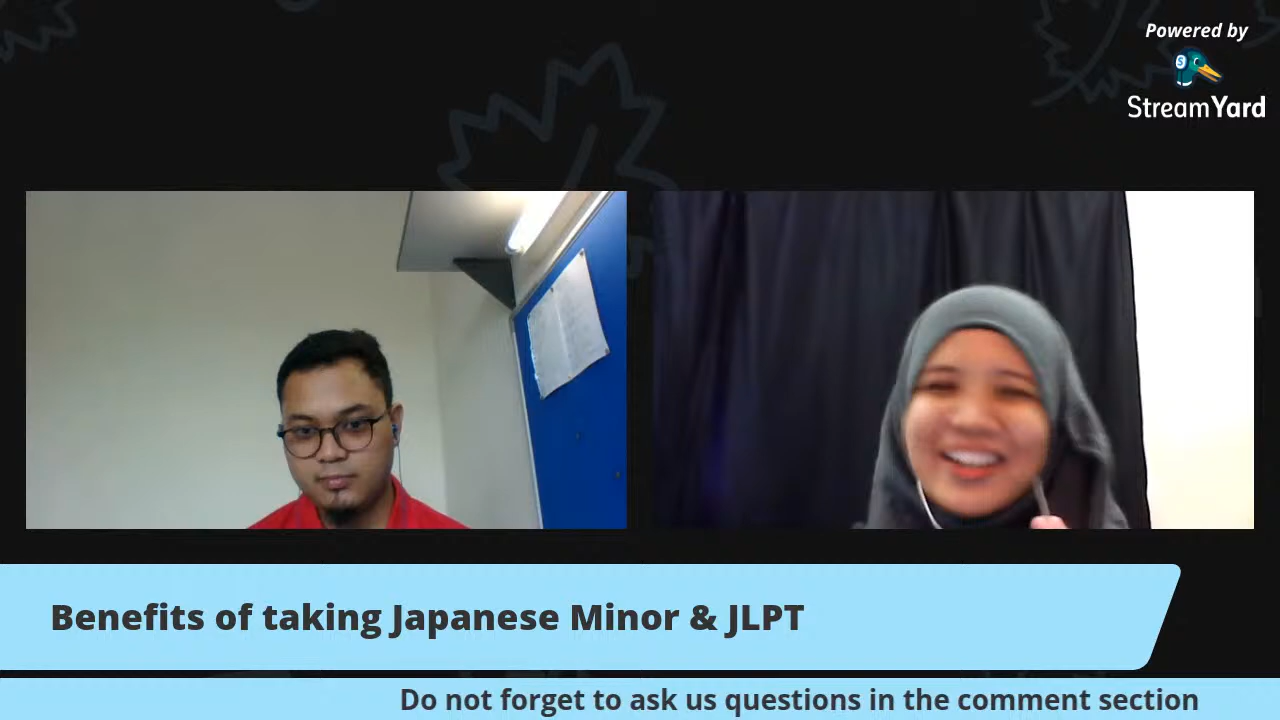 Powered by
StreamYard
Benefits of taking Japanese Minor & JLPT
Do not forget to ask us questions in the comment section